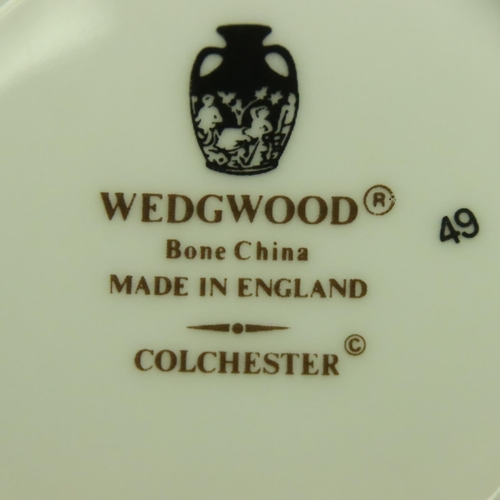 WEDGWOOD®
Bone China
MADE IN ENGLAND
COLCHESTER©
49